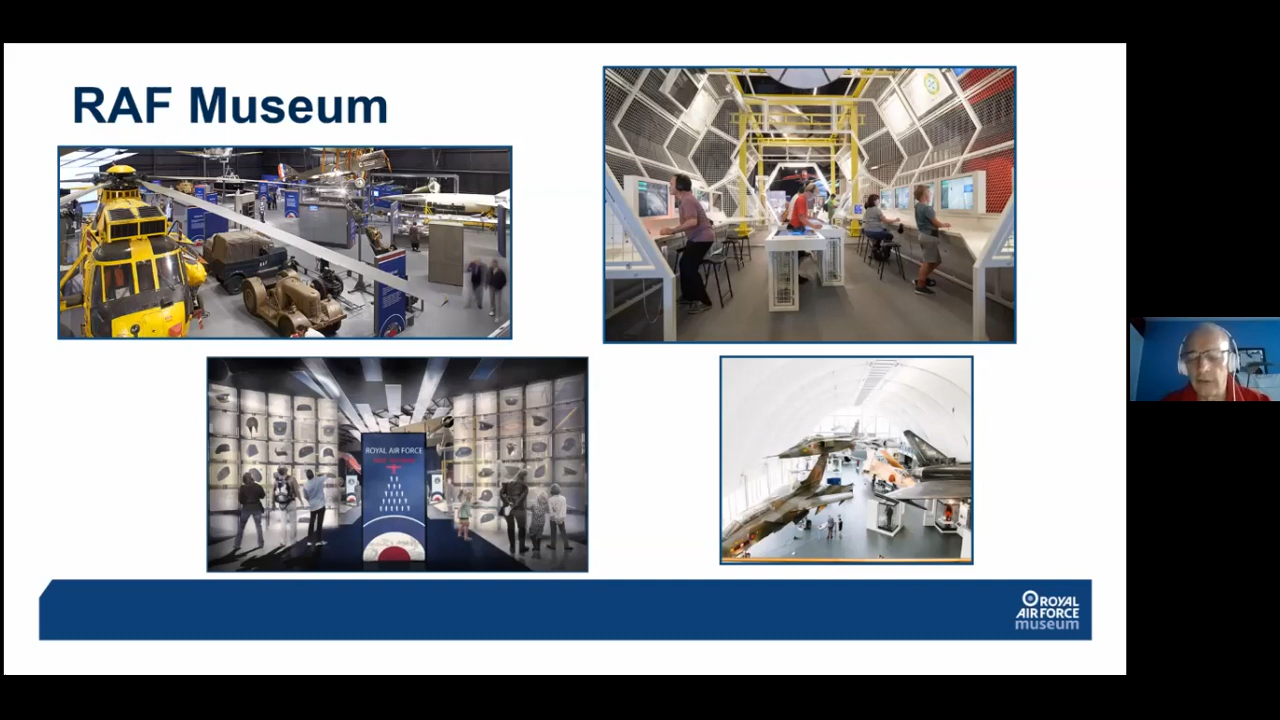 RAF Museum
ROYAL AIR FORCE
ROYAL
AIR FORCE
museum